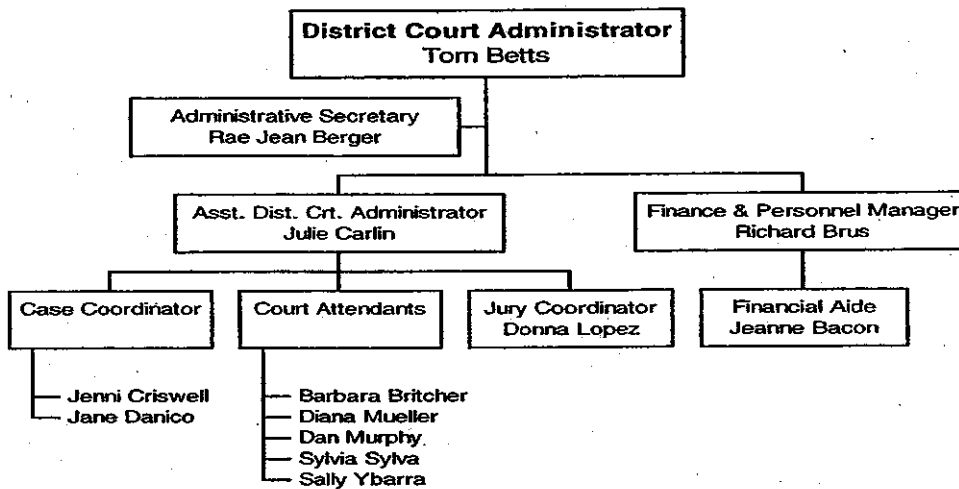 District Court Administrator
Tom Betts
Administrative Secretary
Rae Jean Berger
Asst. Dist. Crt. Administrator
Julie Carlin
Finance & Personnel Manager
Richard Brus
Case Coordinator
Court Attendants
Jury Coordinator
Donna Lopez
Financial Aide
Jeanne Bacon
Jenni Criswell
Jane Danico
Barbara Britcher
Diana Mueller
Dan Murphy
Sylvia Sylva
Sally Ybarra